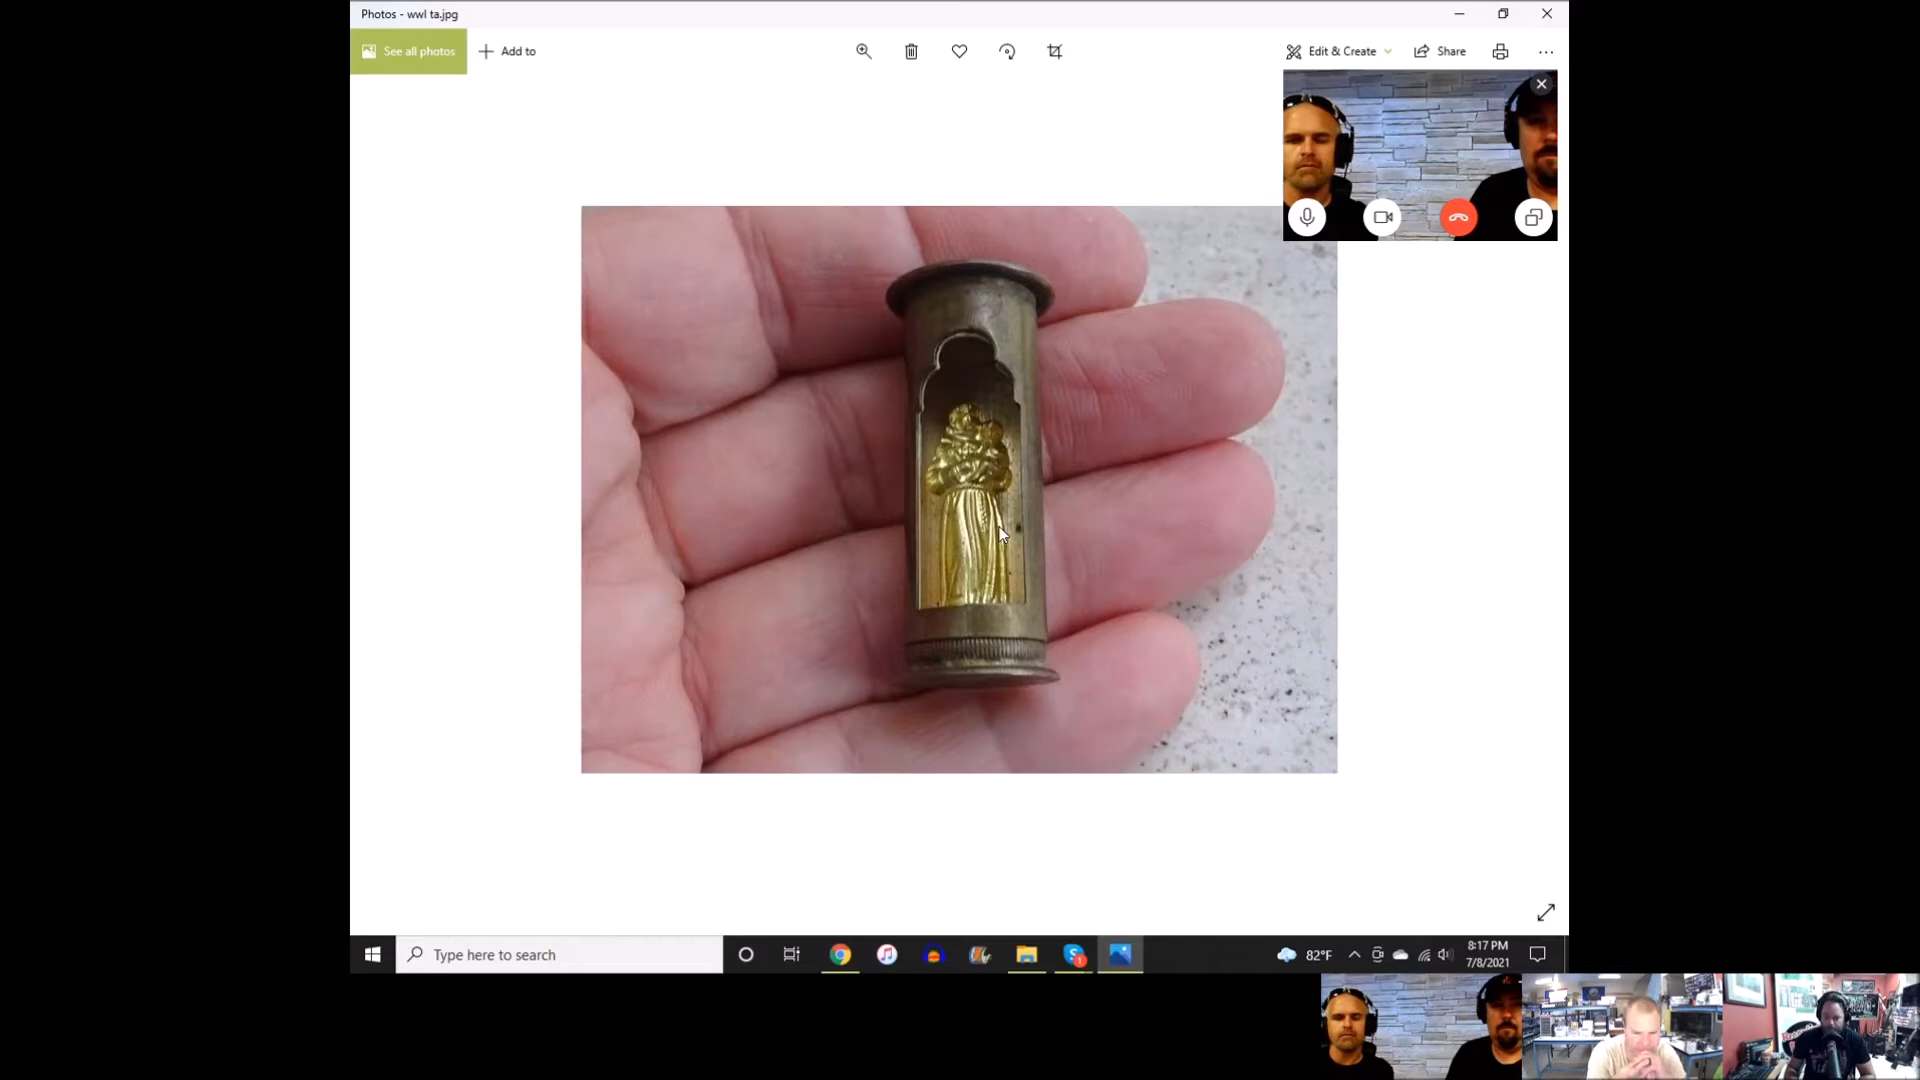 Photos - wwl ta.jpg
See all photos
Add to
Edit & Create
Share
Type here to search
1
82°F
8:17 PM
7/8/2021